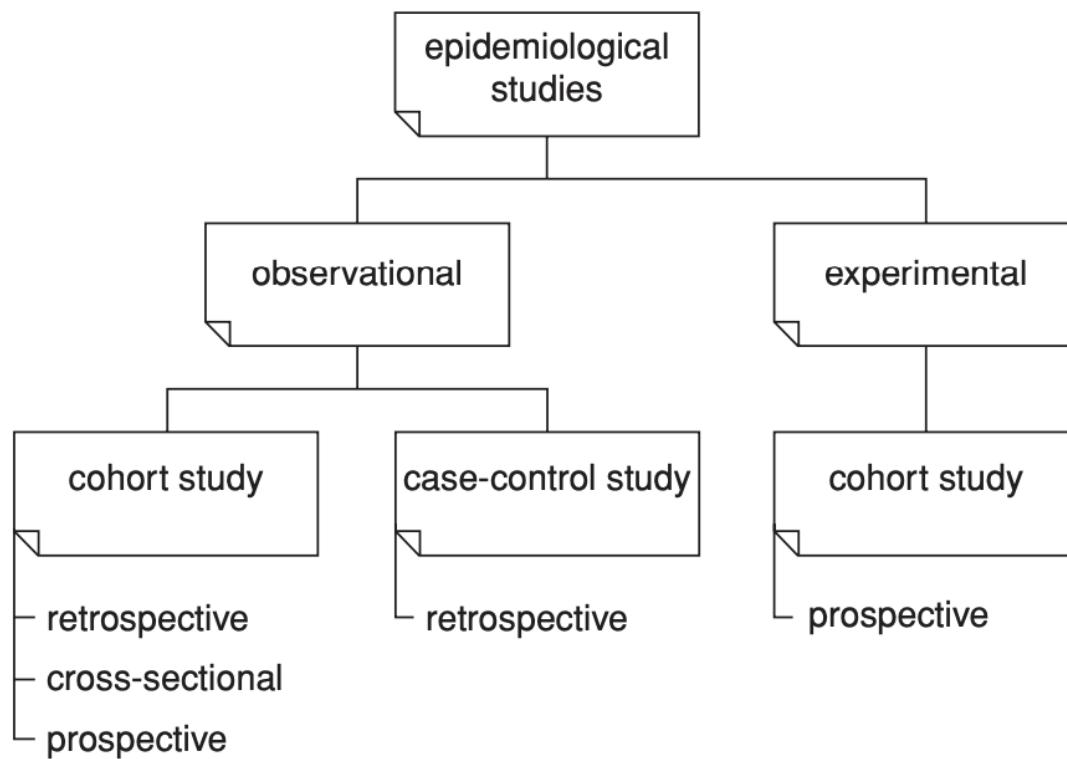 epidemiological
studies
observational
experimental
cohort study
case-control study
cohort study
retrospective
cross-sectional
prospective
retrospective
prospective